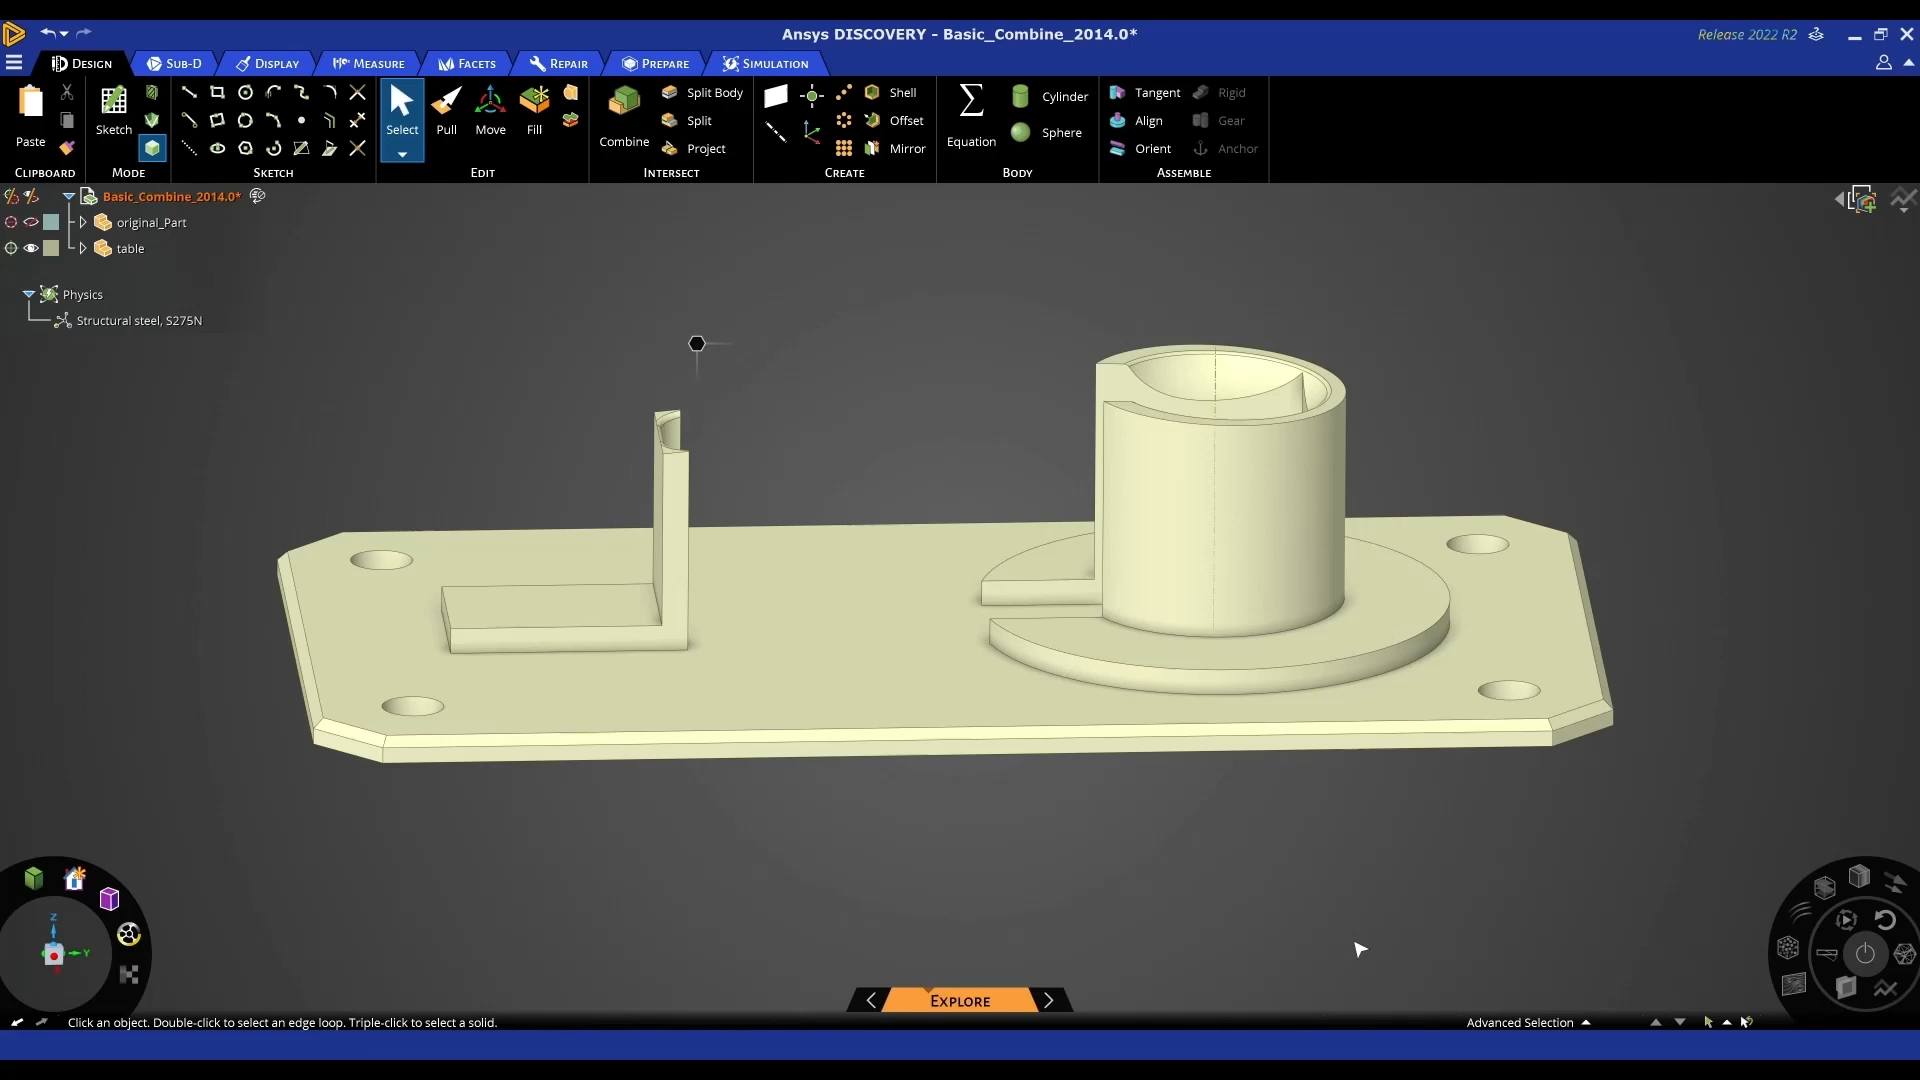 Ansys DISCOVERY - Basic_Combine_2014.0*
Release 2022 R2
DESIGN
SUB-D
DISPLAY
MEASURE
FACETS
REPAIR
PREPARE
SIMULATION
Paste
CLIPBOARD
Sketch
MODE
SKETCH
Select
Pull
Move
Fill
EDIT
Combine
Split Body
Split
Project
INTERSECT
Shell
Offset
Mirror
CREATE
Equation
Cylinder
Sphere
BODY
Tangent
Align
Orient
Rigid
Gear
Anchor
ASSEMBLE
Basic_Combine_2014.0*
original_Part
table
Physics
Structural steel, S275N
Z
Y
EXPLORE
Click an object. Double-click to select an edge loop. Triple-click to select a solid.
Advanced Selection